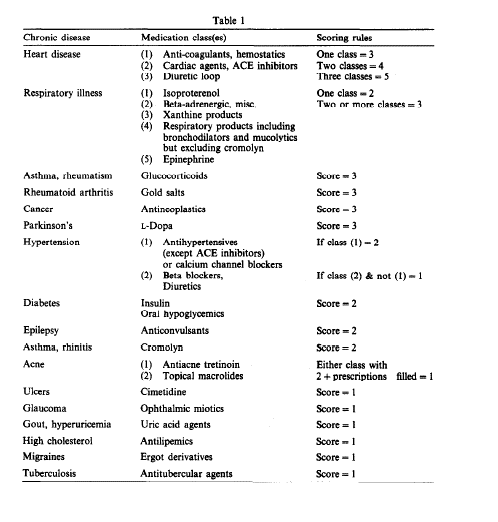 Table 1
Chronic disease Medication class(es) Scoring rules
Heart disease (1) Anti-coagulants, hemostatics One class = 3
(2) Cardiac agents, ACE inhibitors Two classes = 4
(3) Diuretic loop Three classes = 5
Respiratory illness (1) Isoproterenol One class = 2
(2) Beta-adrenergic, misc. Two or more classes = 3
(3) Xanthine products
(4) Respiratory products including
bronchodilators and mucolytics
but excluding cromolyn
(5) Epinephrine
Asthma, rheumatism Glucocorticoids Score = 3
Rheumatoid arthritis Gold salts Score = 3
Cancer Antineoplastics Score = 3
Parkinson's L-Dopa Score = 3
Hypertension (1) Antihypertensives If class (1) = 2
(except ACE inhibitors)
or calcium channel blockers
(2) Beta blockers, If class (2) & not (1) = 1
Diuretics
Diabetes Insulin Score = 2
Oral hypoglycemics
Epilepsy Anticonvulsants Score = 2
Asthma, rhinitis Cromolyn Score = 2
Acne (1) Antiacne tretinoin Either class with
(2) Topical macrolides 2 + prescriptions filled = 1
Ulcers Cimetidine Score = 1
Glaucoma Ophthalmic miotics Score = 1
Gout, hyperuricemia Uric acid agents Score = 1
High cholesterol Antilipemics Score = 1
Migraines Ergot derivatives Score = 1
Tuberculosis Antitubercular agents Score = 1